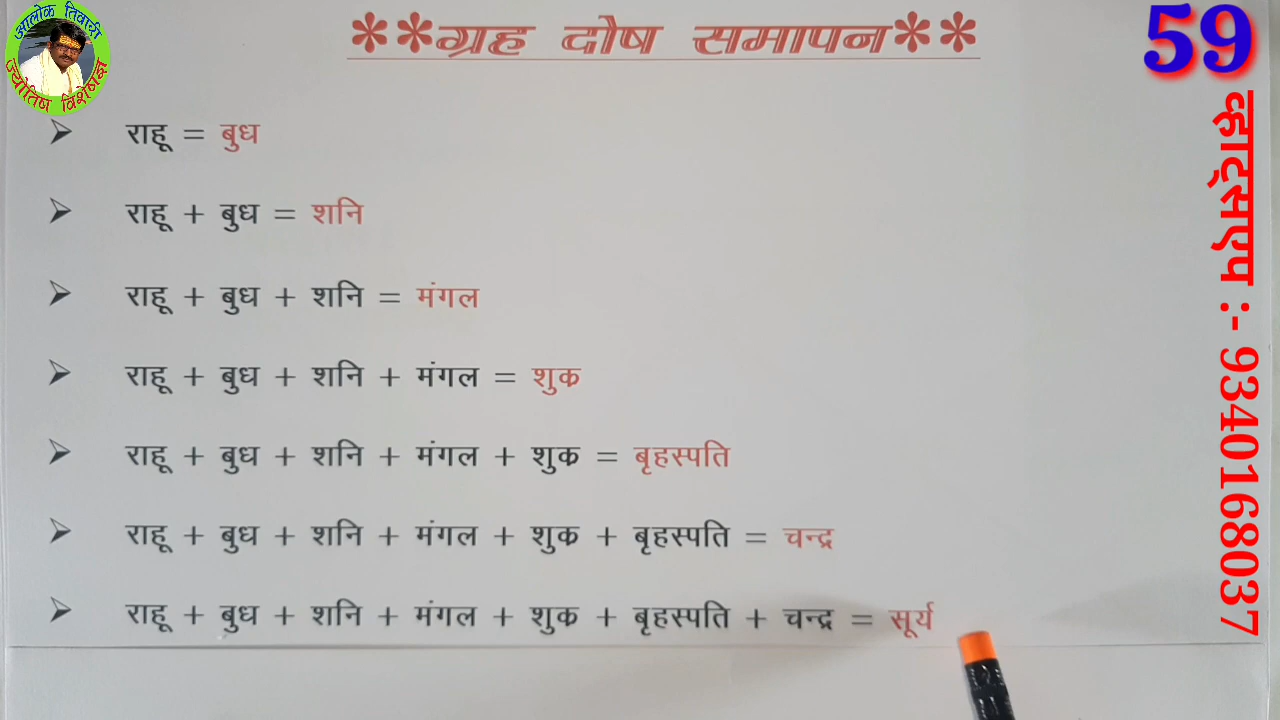 आलोक तिवारी
ज्योतिष विशेषज्ञ
**ग्रह दोष समापन**
59
➢ राहू = बुध
➢ राहू + बुध = शनि
➢ राहू + बुध + शनि = मंगल
➢ राहू + बुध + शनि + मंगल = शुक्र
➢ राहू + बुध + शनि + मंगल + शुक्र = बृहस्पति
➢ राहू + बुध + शनि + मंगल + शुक्र + बृहस्पति = चन्द्र
➢ राहू + बुध + शनि + मंगल + शुक्र + बृहस्पति + चन्द्र = सूर्य
व्हाट्सएप :- 9340168037